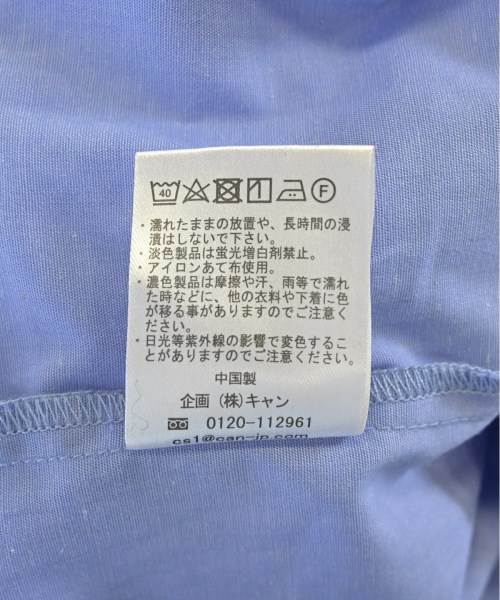 40 F
・濡れたままの放置や、長時間の浸
漬はしないで下さい。
・淡色製品は蛍光増白剤禁止。
・アイロンあて布使用。
・濃色製品は摩擦や汗、雨等で濡れ
た時などに、他の衣料や下着に色
が移る事がありますのでご注意く
ださい。
・日光等紫外線の影響で変色するこ
とがありますのでご注意ください。
中国製
企画 (株)キャン
0120-112961
cs1@can-jp.com